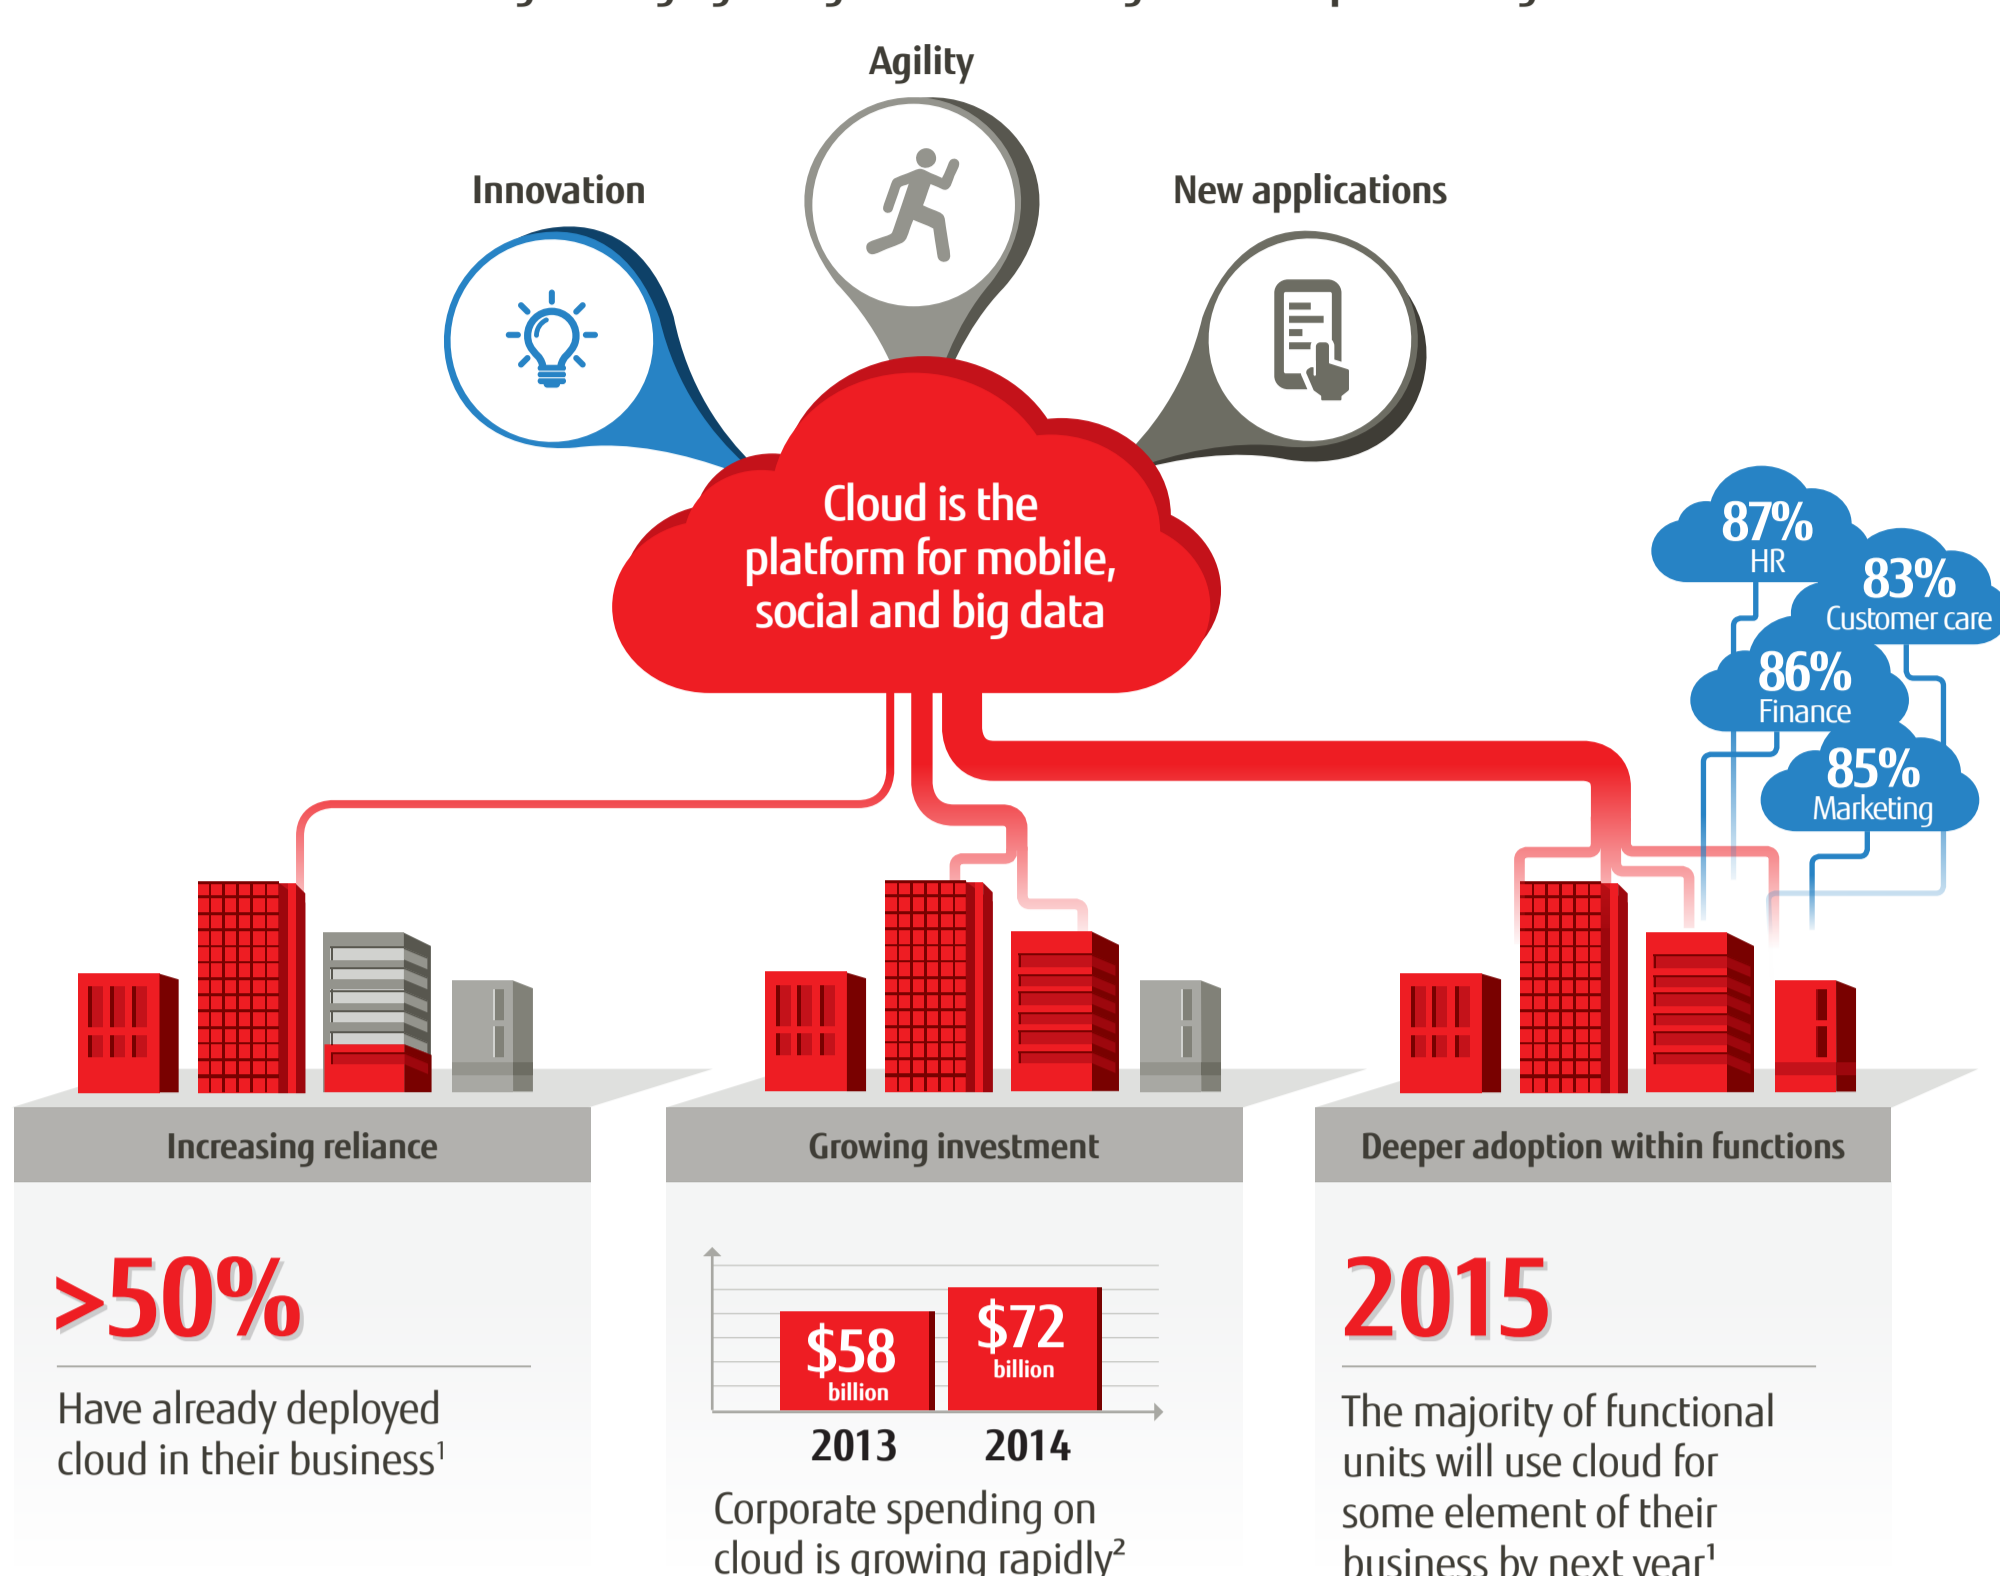 Agility
Innovation
New applications
Cloud is the
platform for mobile,
social and big data
87%
HR
83%
Customer care
86%
Finance
85%
Marketing
Increasing reliance
>50%
Have already deployed
cloud in their business¹
Growing investment
$58
billion
$72
billion
2013
2014
Corporate spending on
cloud is growing rapidly²
Deeper adoption within functions
2015
The majority of functional
units will use cloud for
some element of their
business by next year¹